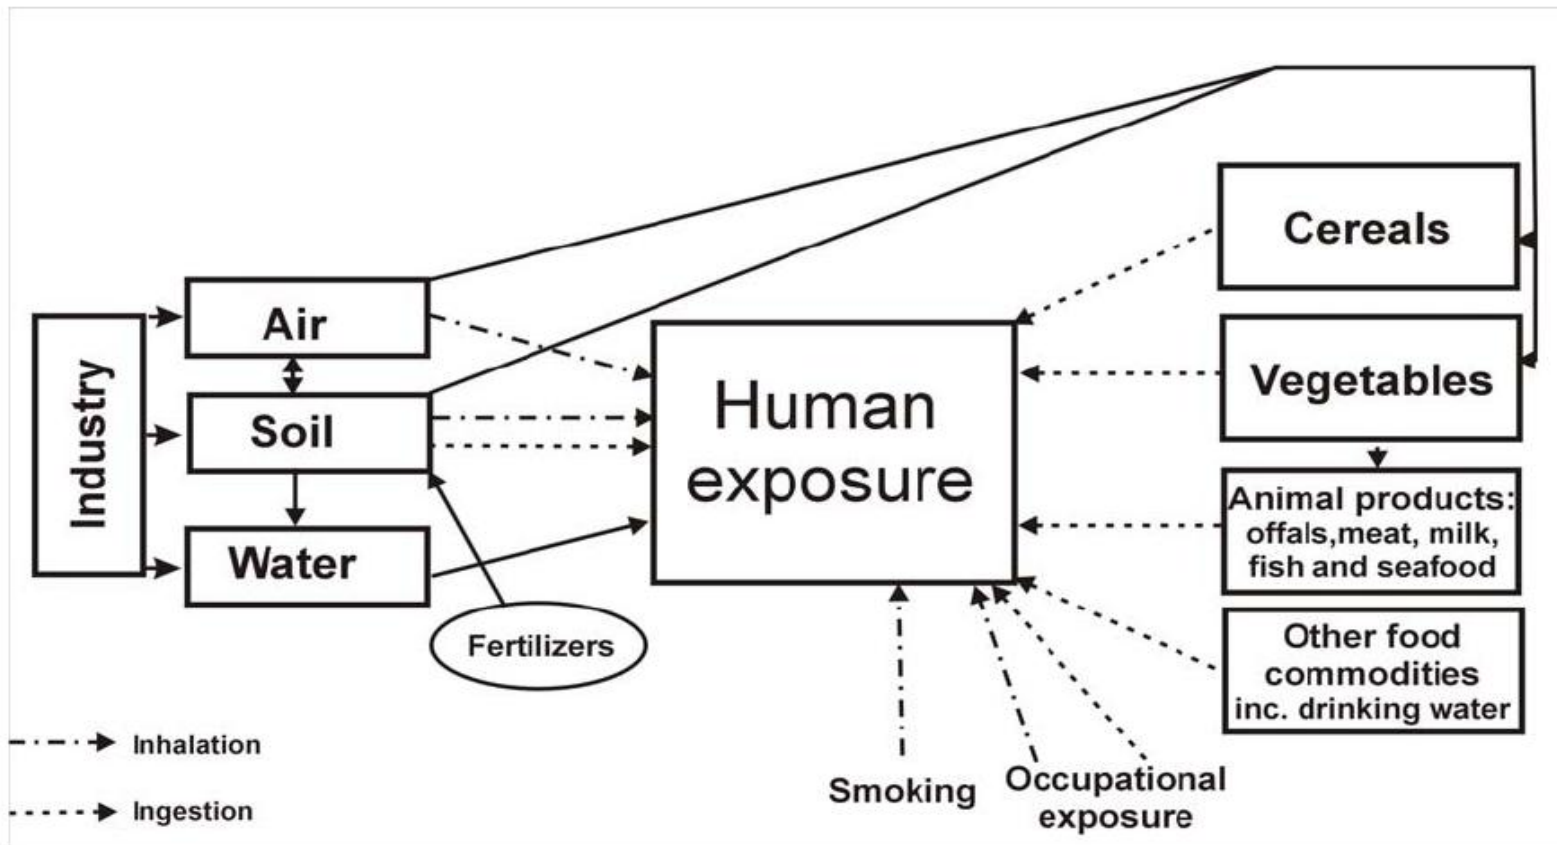 Industry
Air
Soil
Water
Fertilizers
Human
exposure
Cereals
Vegetables
Animal products:
offals,meat, milk,
fish and seafood
Other food
commodities
inc. drinking water
Smoking
Occupational
exposure
Inhalation
Ingestion